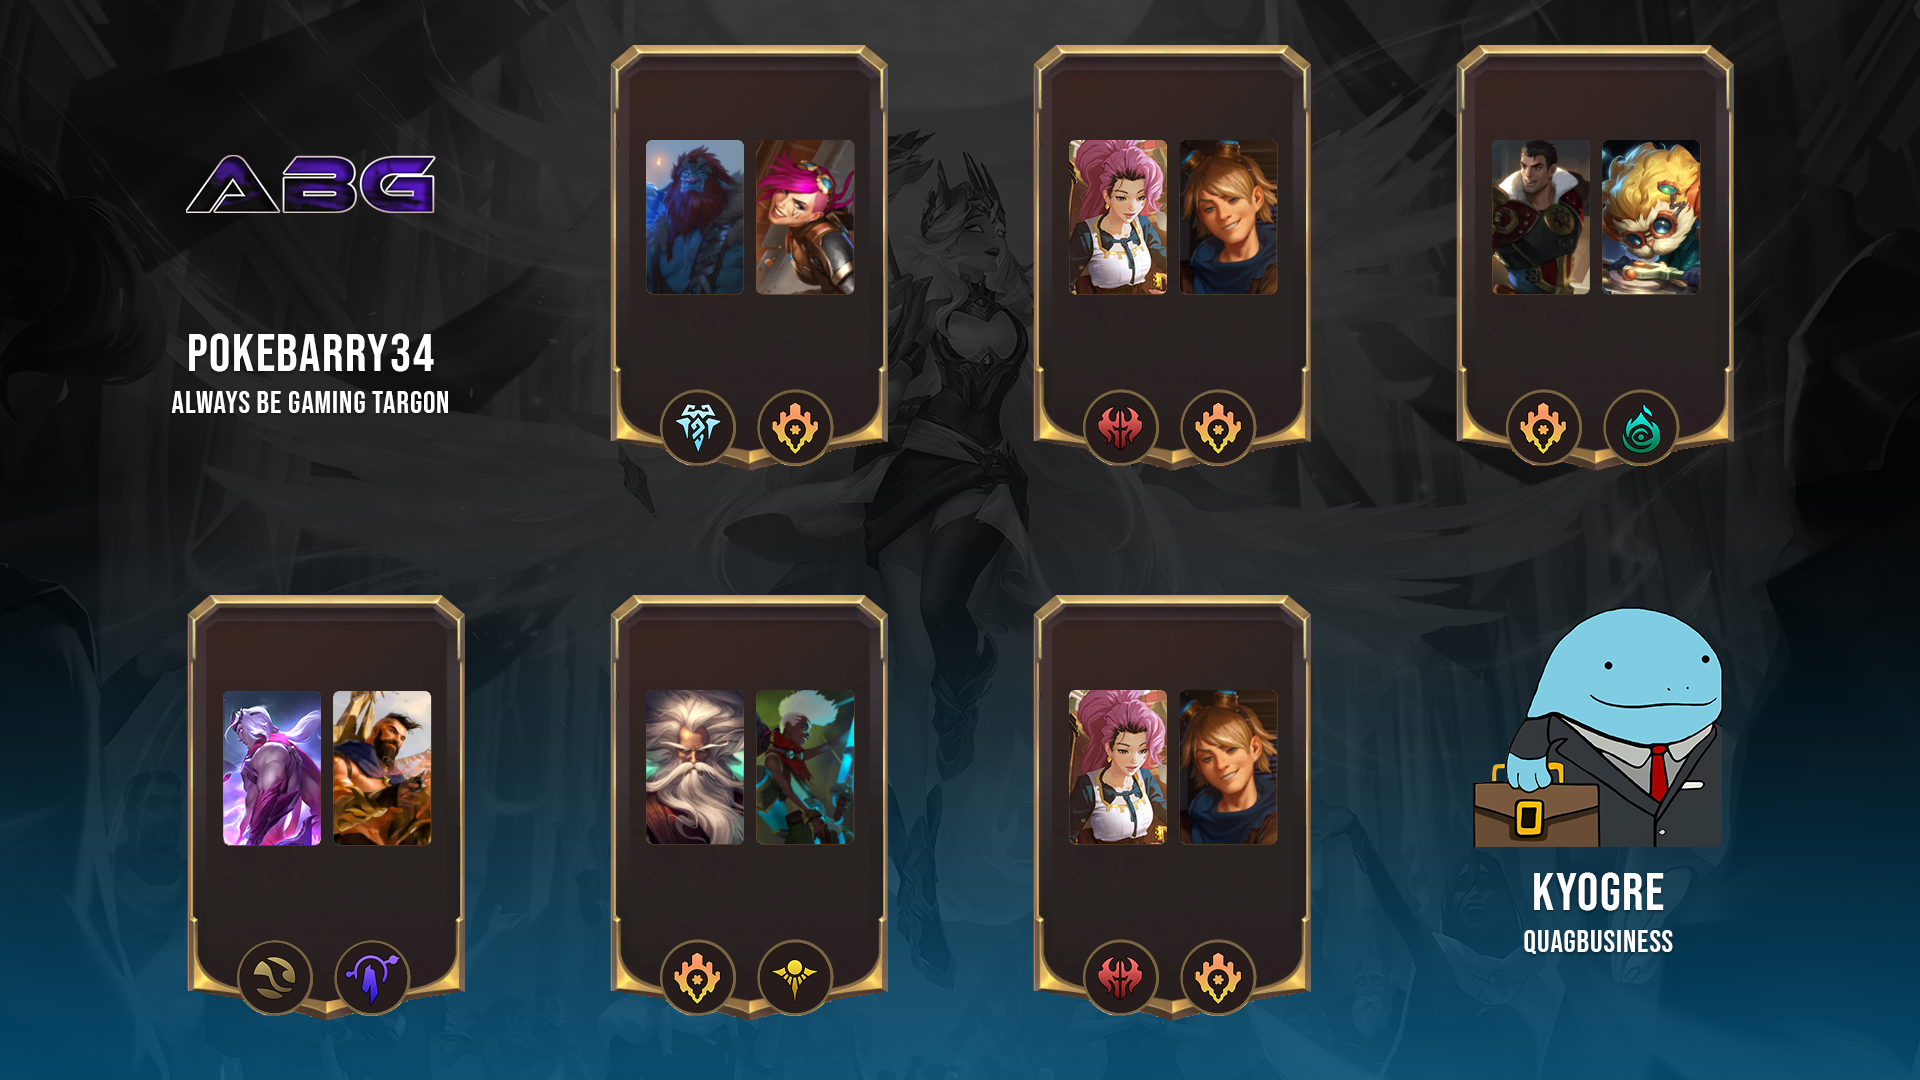 ABG
POKEBARRY34
ALWAYS BE GAMING TARGON
KYOGRE
QUAGBUSINESS